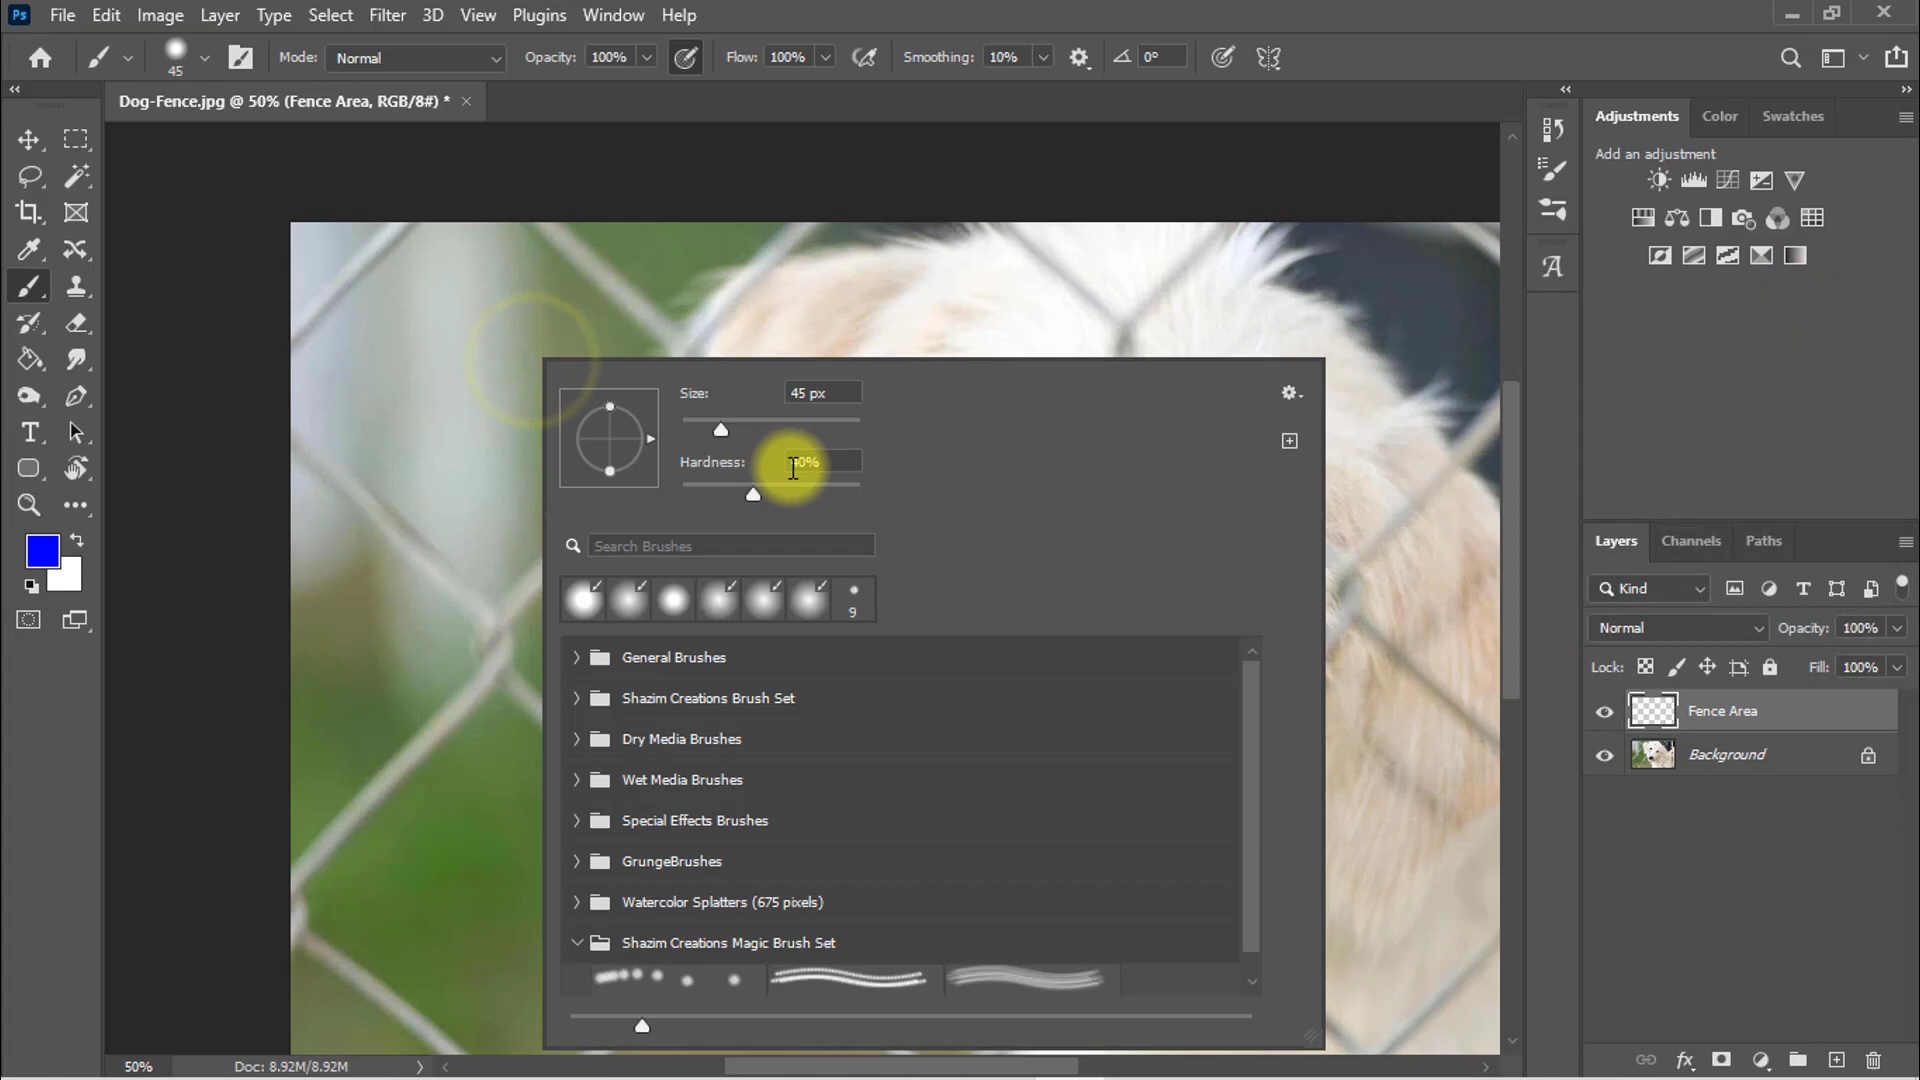 Ps File Edit Image Layer Type Select Filter 3D View Plugins Window Help
45 Mode: Normal Opacity: 100% Flow: 100% Smoothing: 10% 0°
Dog-Fence.jpg @ 50% (Fence Area, RGB/8#) *
Adjustments Color Swatches
Add an adjustment
Size: 45 px
Hardness: 40%
Search Brushes
9
General Brushes
Shazim Creations Brush Set
Dry Media Brushes
Wet Media Brushes
Special Effects Brushes
GrungeBrushes
Watercolor Splatters (675 pixels)
Shazim Creations Magic Brush Set
Layers Channels Paths
Kind
Normal Opacity: 100%
Lock: Fill: 100%
Fence Area
Background
50% Doc: 8.92M/8.92M